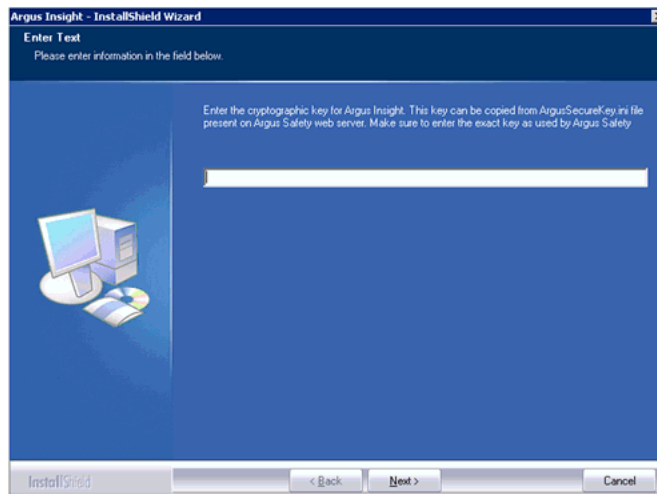 Argus Insight - InstallShield Wizard
Enter Text
Please enter information in the field below.
Enter the cryptographic key for Argus Insight. This key can be copied from ArgusSecureKey.ini file
present on Argus Safety web server. Make sure to enter the exact key as used by Argus Safety
InstallShield
< Back
Next >
Cancel